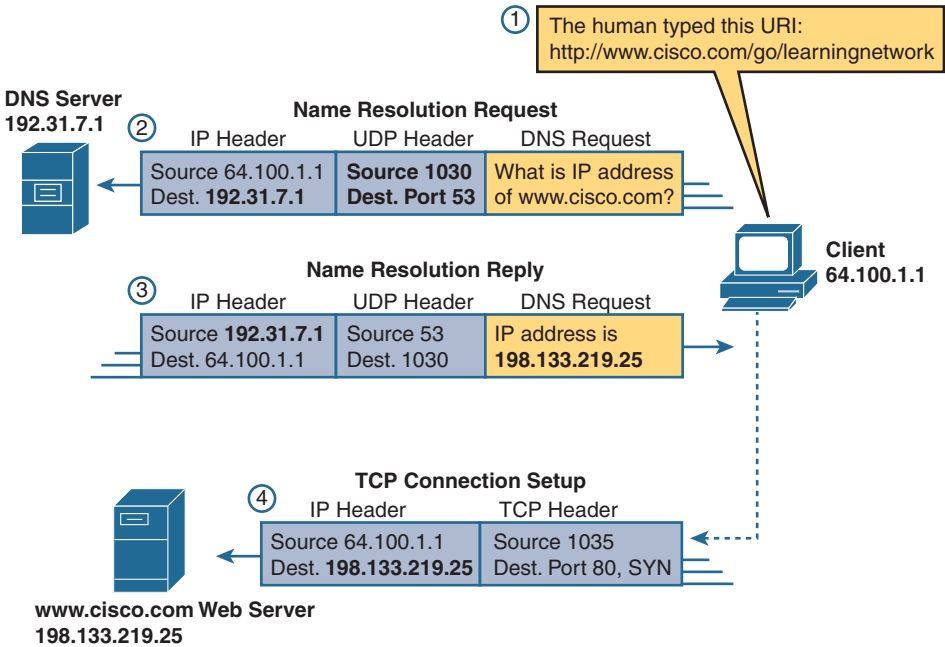 1
The human typed this URI:
http://www.cisco.com/go/learningnetwork
DNS Server
192.31.7.1
2
Name Resolution Request
IP Header
UDP Header
DNS Request
Source 64.100.1.1
Dest. 192.31.7.1
Source 1030
Dest. Port 53
What is IP address
of www.cisco.com?
Client
64.100.1.1
3
Name Resolution Reply
IP Header
UDP Header
DNS Request
Source 192.31.7.1
Dest. 64.100.1.1
Source 53
Dest. 1030
IP address is
198.133.219.25
4
TCP Connection Setup
IP Header
TCP Header
Source 64.100.1.1
Dest. 198.133.219.25
Source 1035
Dest. Port 80, SYN
www.cisco.com Web Server
198.133.219.25